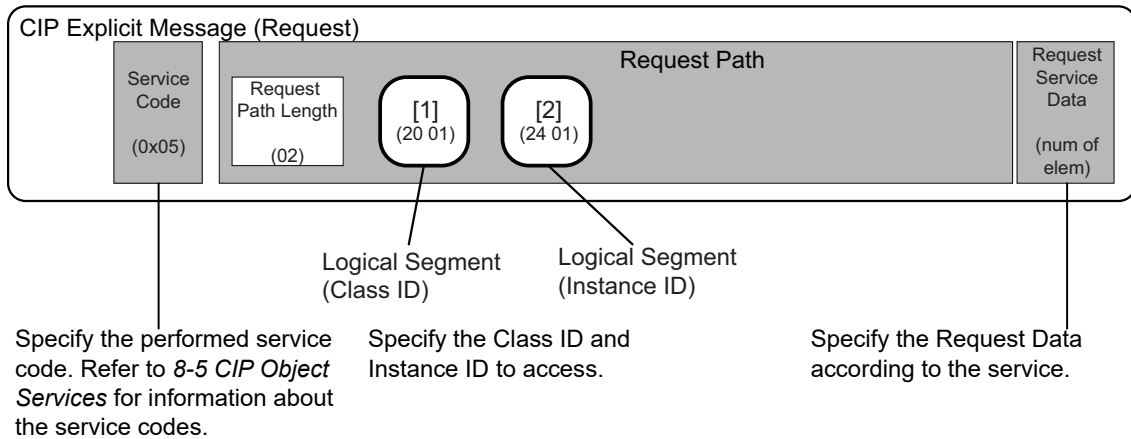 CIP Explicit Message (Request)
Service
Code
(0x05)
Request Path
Request
Path Length
(02)
[1]
(20 01)
[2]
(24 01)
Request
Service
Data
(num of
elem)
Logical Segment
(Class ID)
Logical Segment
(Instance ID)
Specify the performed service
code. Refer to 8-5 CIP Object
Services for information about
the service codes.
Specify the Class ID and
Instance ID to access.
Specify the Request Data
according to the service.